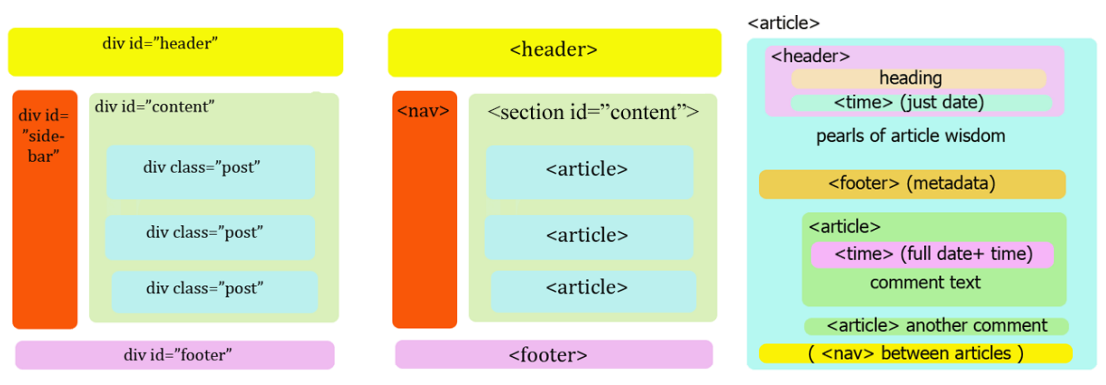 div id=”header”
div id=
”side-
bar”
div id=”content”
div class=”post”
div class=”post”
div class=”post”
div id=”footer”
<header>
<nav>
<section id=”content”>
<article>
<article>
<article>
<footer>
<article>
<header>
heading
<time> (just date)
pearls of article wisdom
<footer> (metadata)
<article>
<time> (full date+ time)
comment text
<article> another comment
( <nav> between articles )